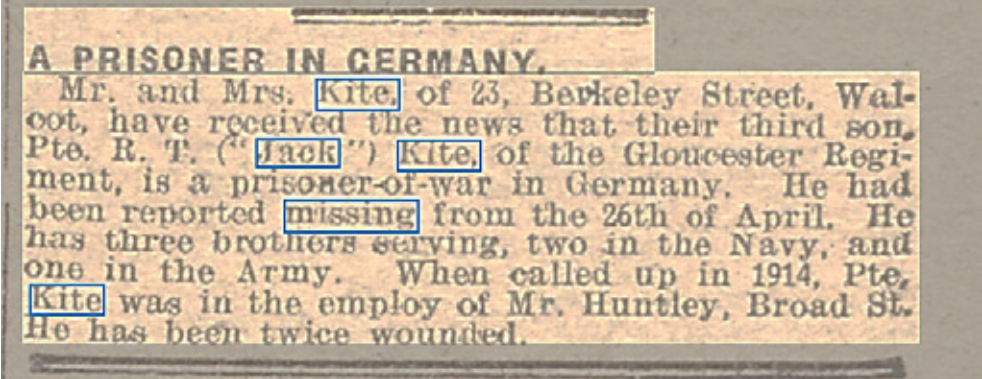 A PRISONER IN GERMANY.
Mr. and Mrs. Kite, of 23, Berkeley Street, Wal-
cot, have received the news that their third son,
Pte. R. T. ("Jack") Kite, of the Gloucester Regi-
ment, is a prisoner-of-war in Germany. He had
been reported missing from the 26th of April. He
has three brothers serving, two in the Navy, and
one in the Army. When called up in 1914, Pte.
Kite was in the employ of Mr. Huntley, Broad St.
He has been twice wounded.